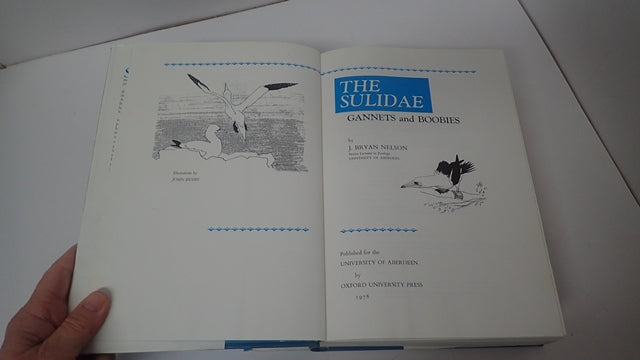 Illustrations by
JOHN BUSBY
THE
SULIDAE
GANNETS and BOOBIES
by
J. BRYAN NELSON
Senior Lecturer in Zoology
UNIVERSITY OF ABERDEEN
Published for the
UNIVERSITY OF ABERDEEN
by
OXFORD UNIVERSITY PRESS
1978